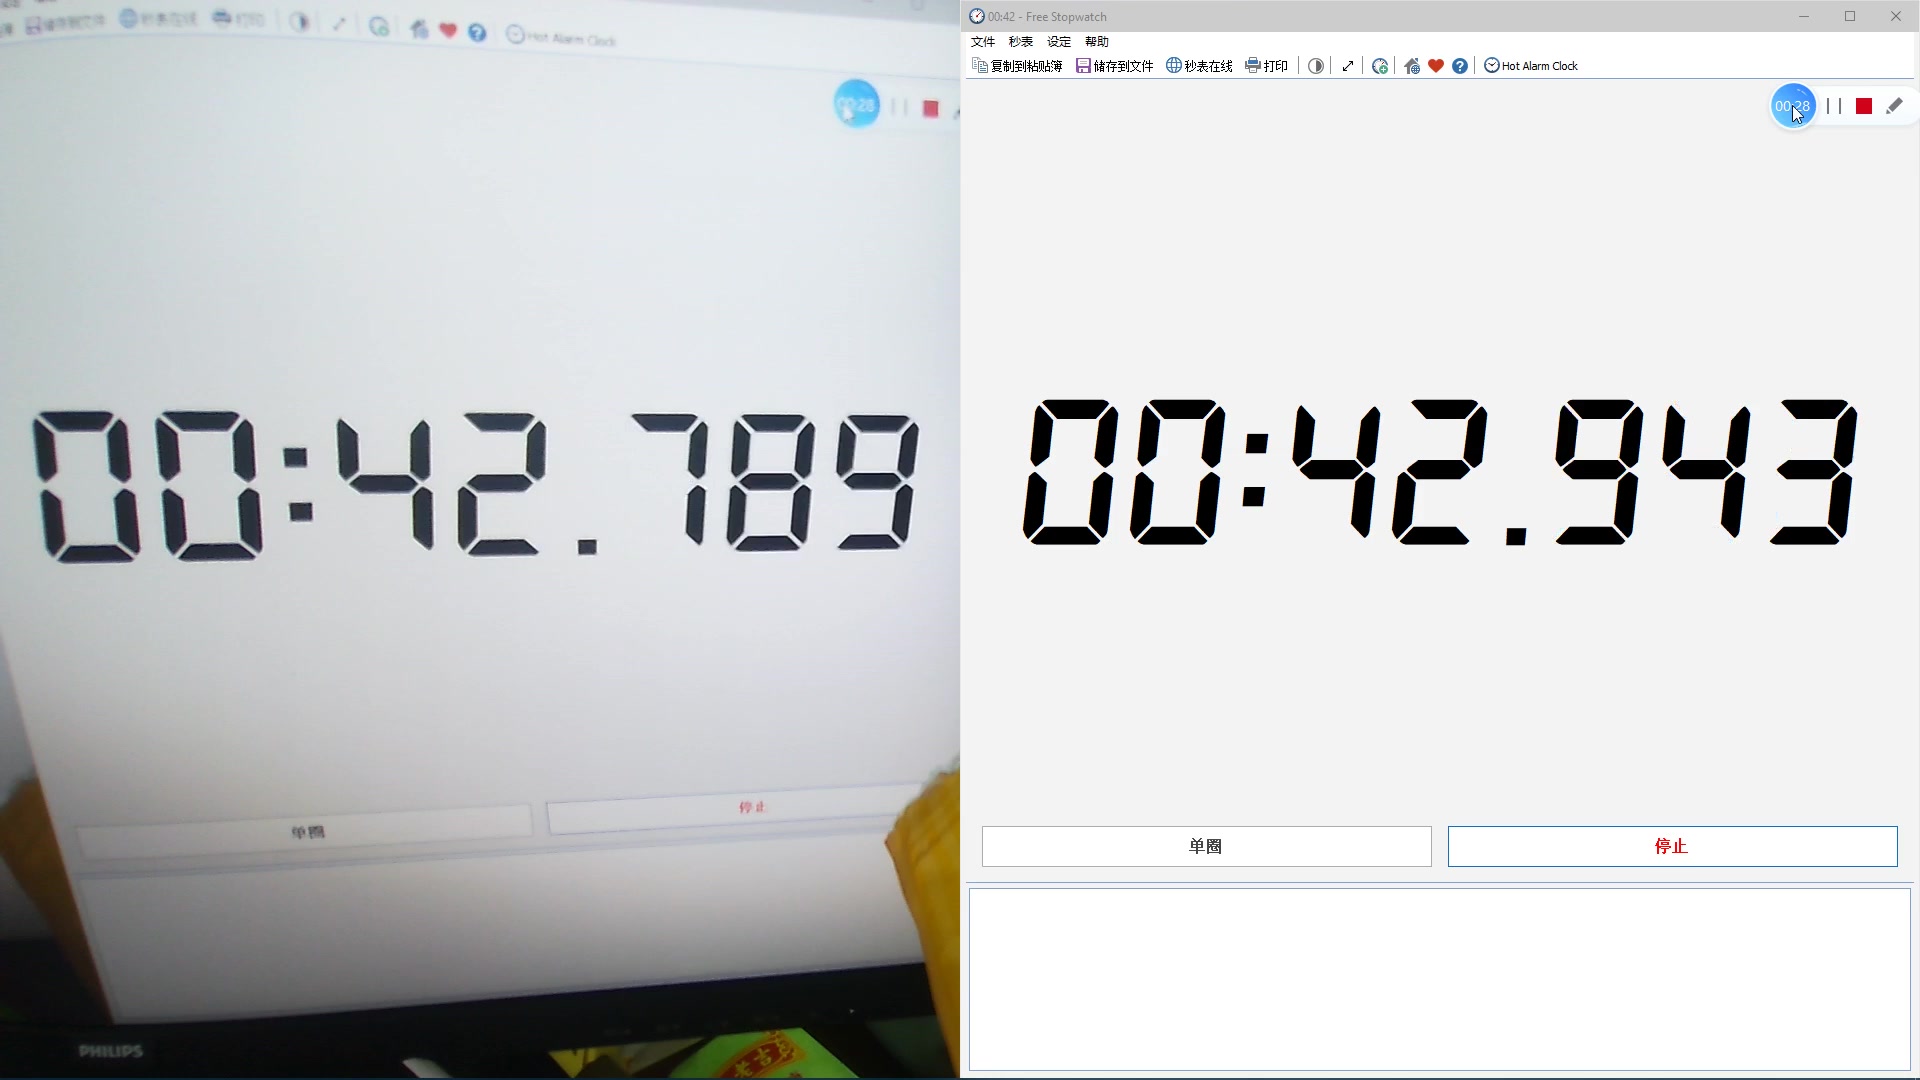 储存到文件 秒表在线 打印 Hot Alarm Clock
00:28
00:42.789
单圈 停止
PHILIPS
老吉
00:42 - Free Stopwatch
文件 秒表 设定 帮助
复制到粘贴簿 储存到文件 秒表在线 打印 Hot Alarm Clock
00:28
00:42.943
单圈 停止